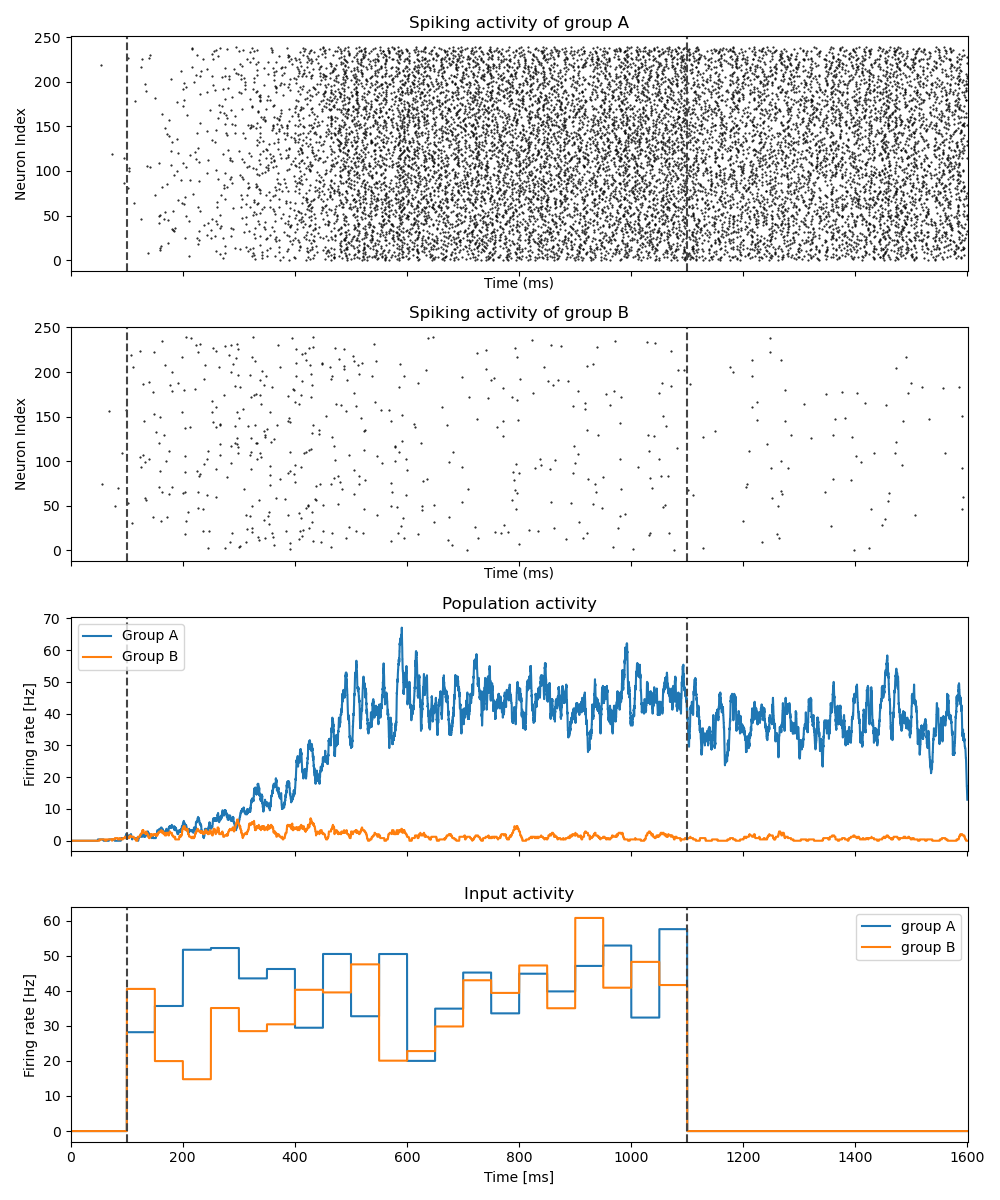 Spiking activity of group A
250
200
150
100
50
0
Neuron Index
Time (ms)
Spiking activity of group B
250
200
150
100
50
0
Neuron Index
Time (ms)
Population activity
70
60
50
40
30
20
10
0
Firing rate [Hz]
Group A
Group B
Input activity
60
50
40
30
20
10
0
Firing rate [Hz]
group A
group B
0 200 400 600 800 1000 1200 1400 1600
Time [ms]